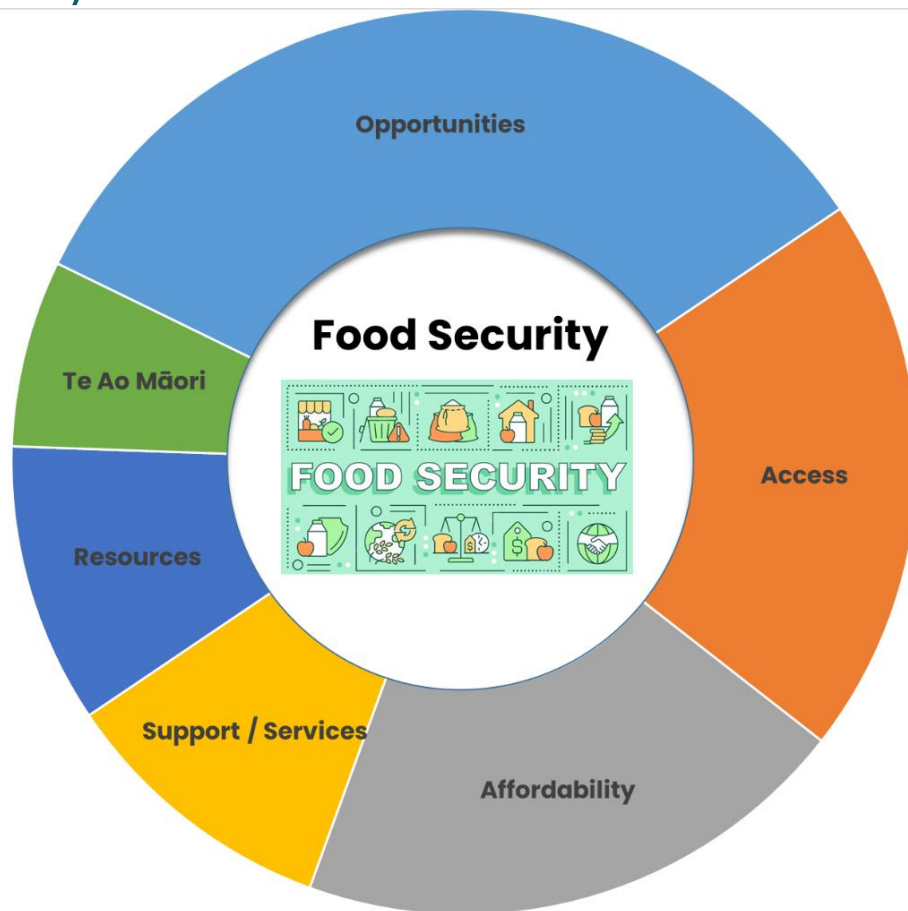 Opportunities
Food Security
Te Ao Māori
FOOD SECURITY
Access
Resources
Support / Services
Affordability